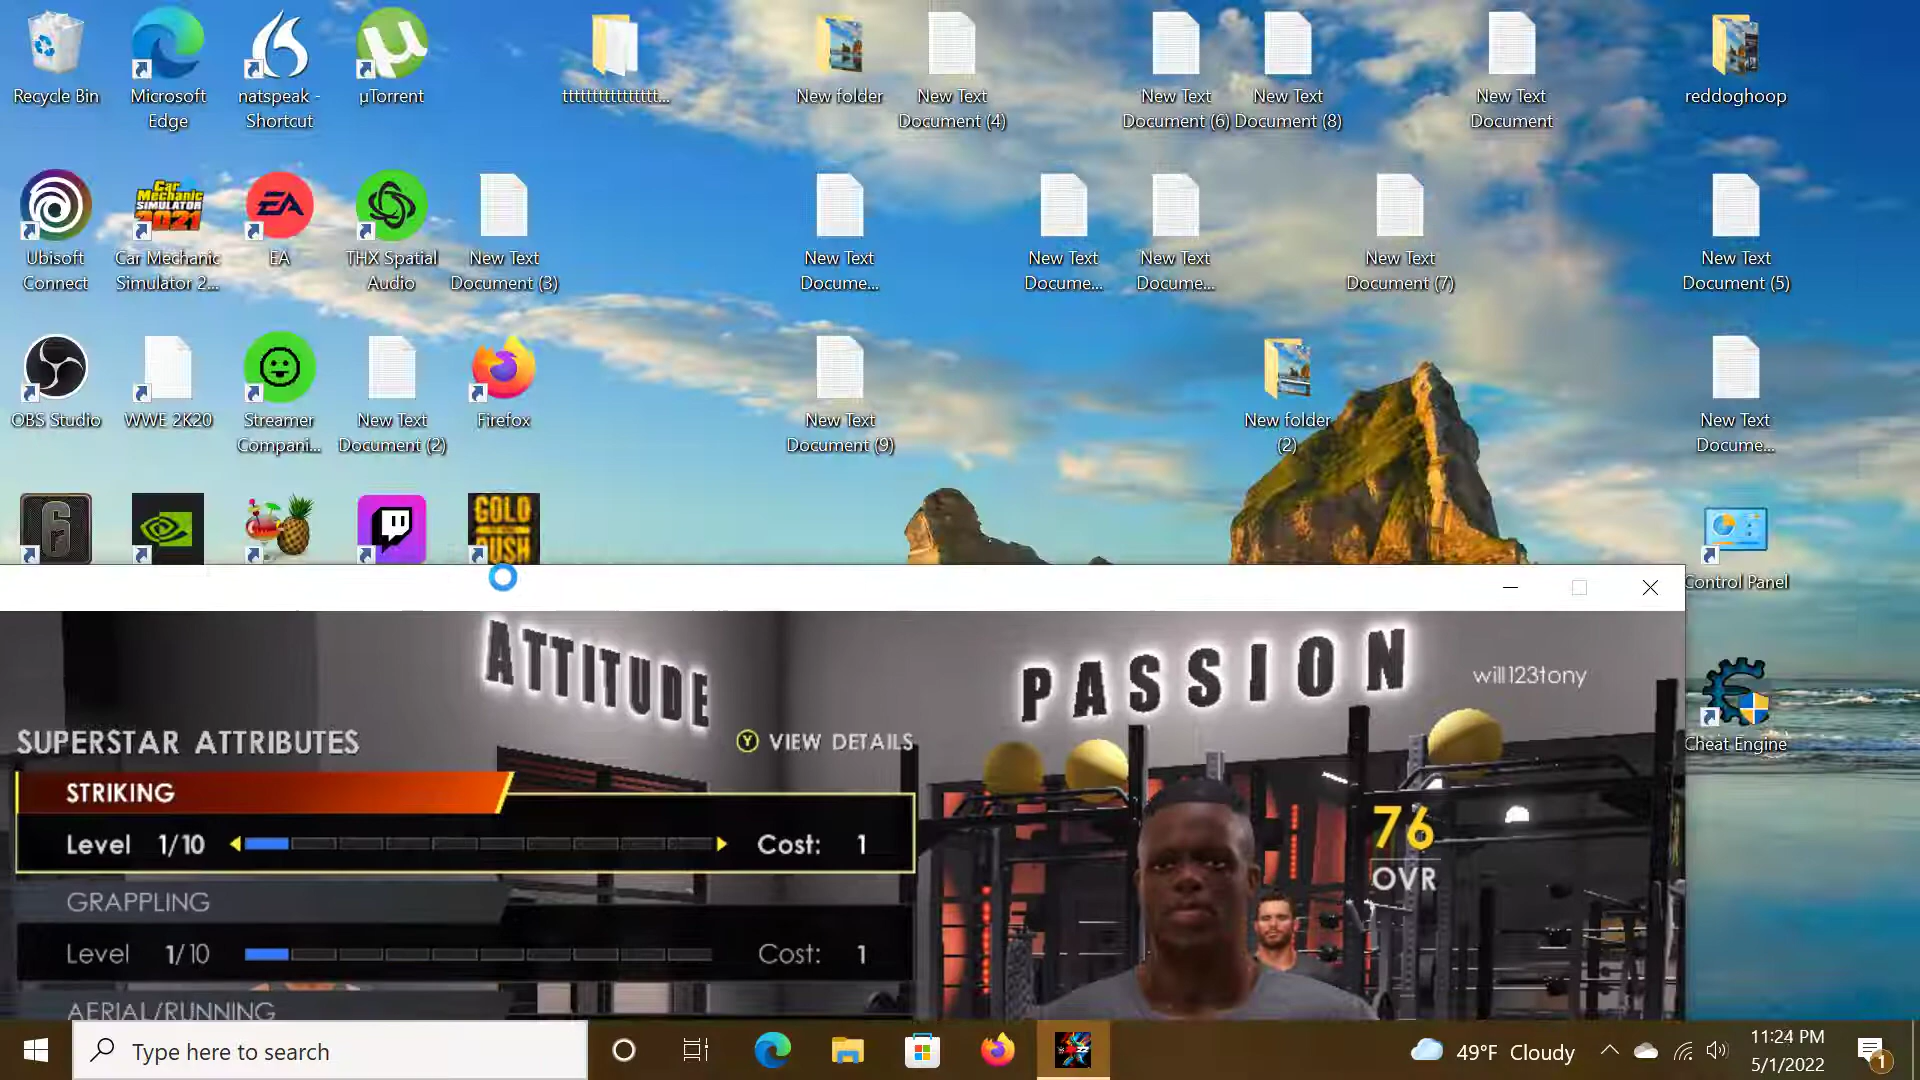 Recycle Bin
Microsoft
Edge
natspeak -
Shortcut
µTorrent
tttttttttttttttt...
New folder
New Text
Document (4)
New Text
Document (6)
New Text
Document (8)
New Text
Document
reddoghoop
Ubisoft
Connect
Car Mechanic Simulator 2021
Car Mechanic
Simulator 2...
EA
EA
THX Spatial
Audio
New Text
Document (3)
New Text
Docume...
New Text
Docume...
New Text
Docume...
New Text
Document (7)
New Text
Document (5)
OBS Studio
WWE 2K20
Streamer
Compani...
New Text
Document (2)
Firefox
New Text
Document (9)
New folder
(2)
New Text
Docume...
6
GOLD
RUSH
Control Panel
Cheat Engine
ATTITUDE
PASSION
will123tony
SUPERSTAR ATTRIBUTES
Y VIEW DETAILS
STRIKING
Level 1/10 Cost: 1
76
OVR
GRAPPLING
Level 1/10 Cost: 1
AERIAL/RUNNING
Type here to search
49°F Cloudy
11:24 PM
5/1/2022
1